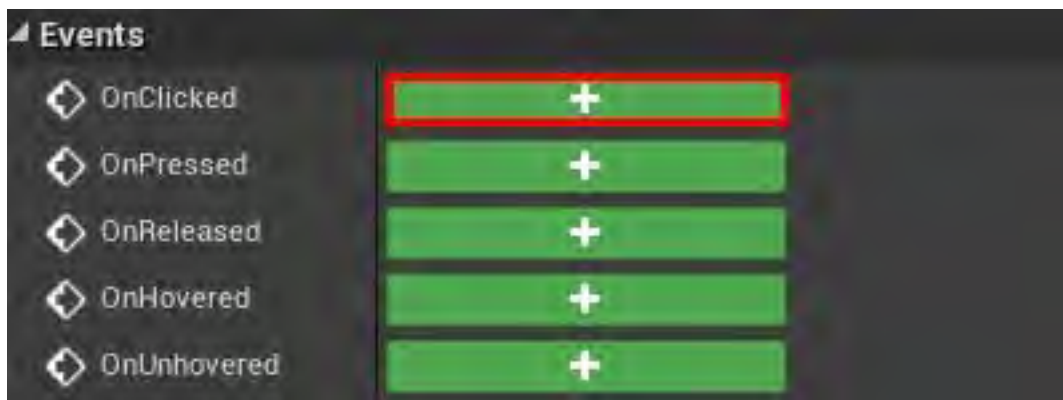 Events
OnClicked +
OnPressed +
OnReleased +
OnHovered +
OnUnhovered +